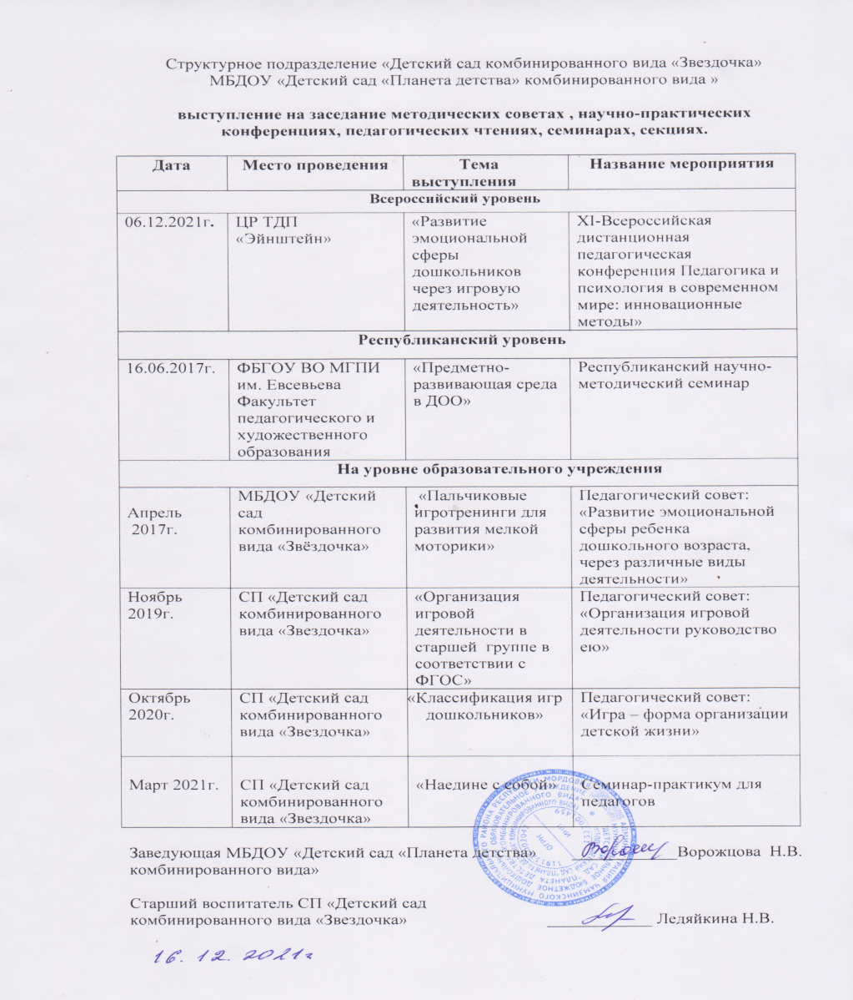 Структурное подразделение «Детский сад комбинированного вида «Звездочка»
МБДОУ «Детский сад «Планета детства» комбинированного вида »
выступление на заседание методических советах , научно-практических
конференциях, педагогических чтениях, семинарах, секциях.
Дата
Место проведения
Тема
выступления
Название мероприятия
Всероссийский уровень
06.12.2021г.
ЦР ТДП
«Эйнштейн»
«Развитие
эмоциональной
сферы
дошкольников
через игровую
деятельность»
XI-Всероссийская
дистанционная
педагогическая
конференция Педагогика и
психология в современном
мире: инновационные
методы»
Республиканский уровень
16.06.2017г.
ФБГОУ ВО МГПИ
им. Евсевьева
Факультет
педагогического и
художественного
образования
«Предметно-
развивающая среда
в ДОО»
Республиканский научно-
методический семинар
На уровне образовательного учреждения
Апрель
2017г.
МБДОУ «Детский
сад
комбинированного
вида «Звёздочка»
«Пальчиковые
игротренинги для
развития мелкой
моторики»
Педагогический совет:
«Развитие эмоциональной
сферы ребенка
дошкольного возраста,
через различные виды
деятельности»
Ноябрь
2019г.
СП «Детский сад
комбинированного
вида «Звездочка»
«Организация
игровой
деятельности в
старшей группе в
соответствии с
ФГОС»
Педагогический совет:
«Организация игровой
деятельности руководство
ею»
Октябрь
2020г.
СП «Детский сад
комбинированного
вида «Звездочка»
«Классификация игр
дошкольников»
Педагогический совет:
«Игра – форма организации
детской жизни»
Март 2021г.
СП «Детский сад
комбинированного
вида «Звездочка»
«Наедине с собой»
Семинар-практикум для
педагогов
Заведующая МБДОУ «Детский сад «Планета детства»
комбинированного вида»
Ворожцова Н.В.
Старший воспитатель СП «Детский сад
комбинированного вида «Звездочка»
Ледяйкина Н.В.
16. 12. 2021г